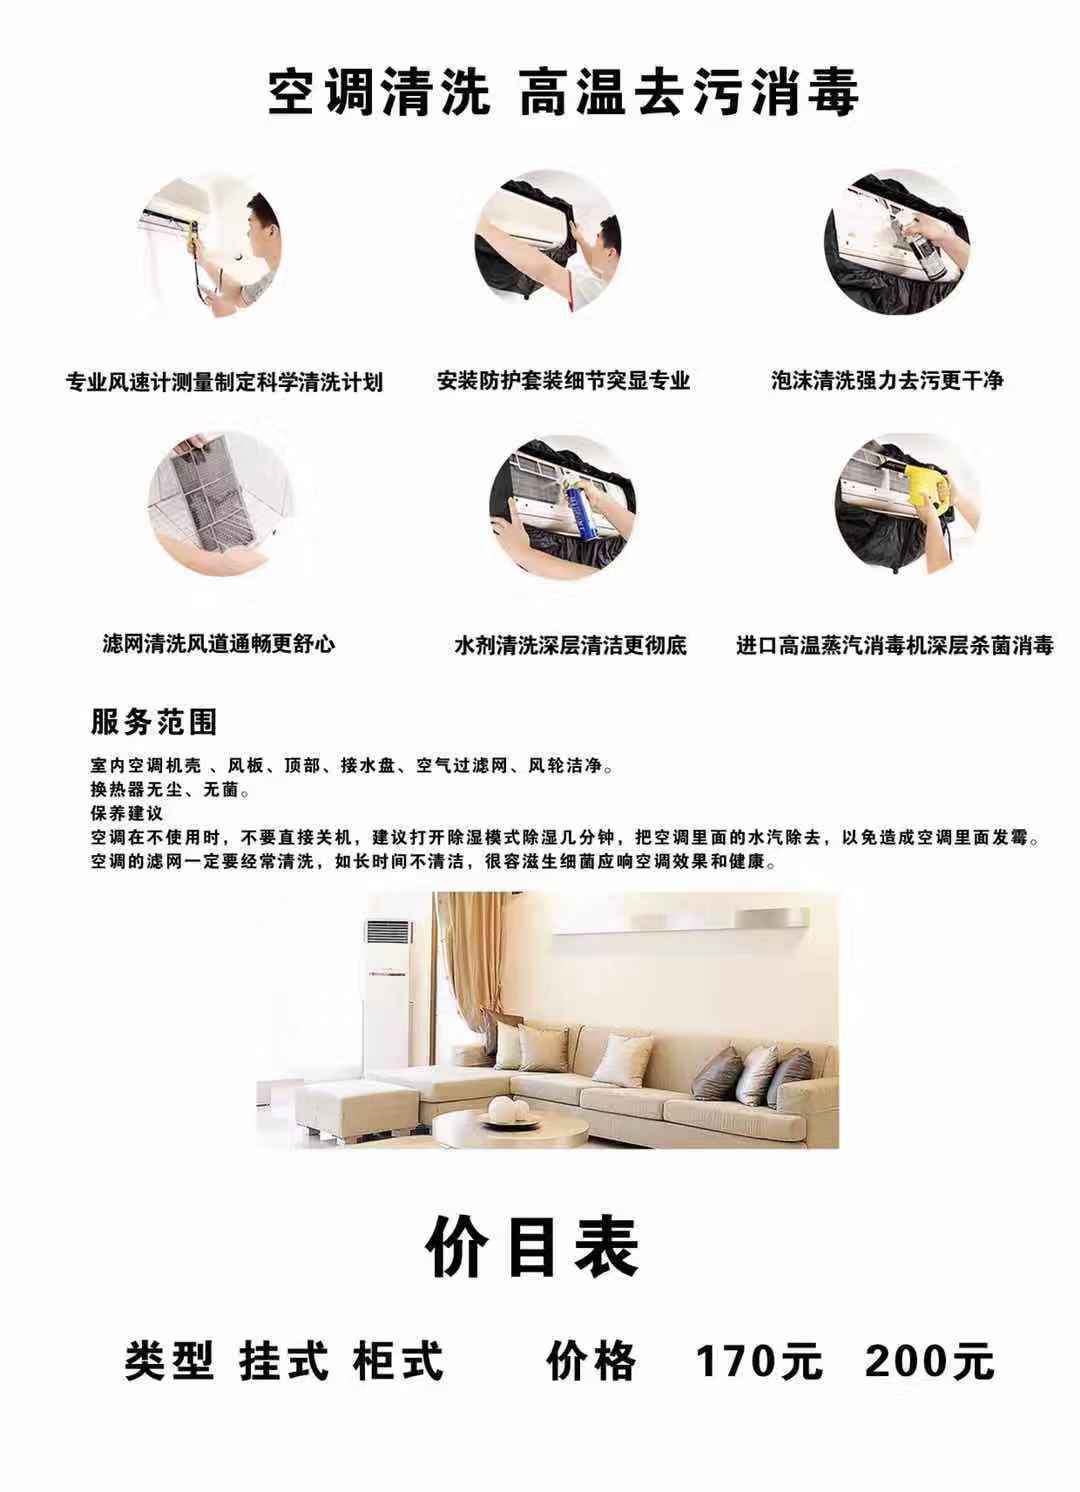 空调清洗 高温去污消毒
专业风速计测量制定科学清洗计划
安装防护套装细节突显专业
泡沫清洗强力去污更干净
滤网清洗风道通畅更舒心
水剂清洗深层清洁更彻底
进口高温蒸汽消毒机深层杀菌消毒
服务范围
室内空调机壳 、风板、顶部、接水盘、空气过滤网、风轮洁净。
换热器无尘、无菌。
保养建议
空调在不使用时，不要直接关机，建议打开除湿模式除湿几分钟，把空调里面的水汽除去，以免造成空调里面发霉。
空调的滤网一定要经常清洗，如长时间不清洁，很容滋生细菌应响空调效果和健康。
价目表
类型 挂式 柜式 价格 170元 200元